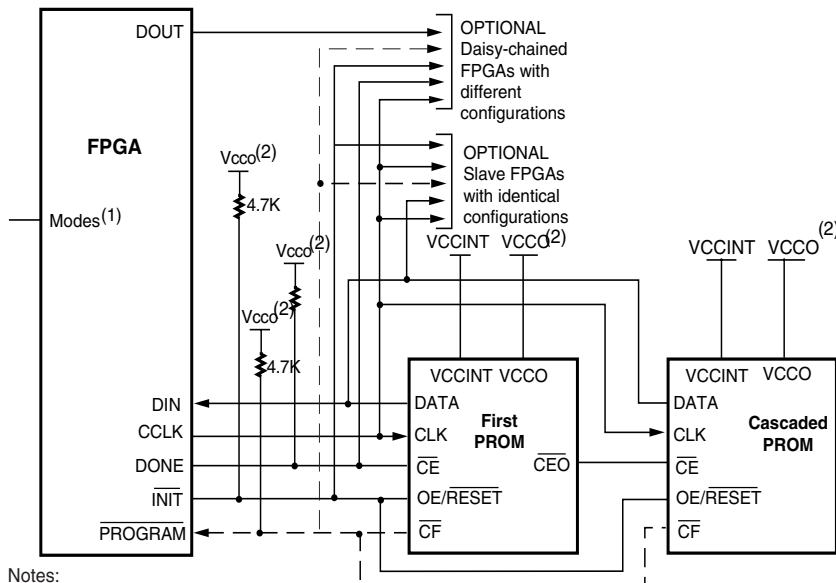 DOUT
OPTIONAL
Daisy-chained
FPGAs with
different
configurations
FPGA
Vcco(2)
4.7K
OPTIONAL
Slave FPGAs
with identical
configurations
Modes(1)
Vcco(2)
VCCINT VCCO(2)
VCCINT VCCO(2)
Vcco(2)
4.7K
VCCINT VCCO
VCCINT VCCO
DIN
DATA
First
PROM
DATA
Cascaded
PROM
CCLK
CLK
CLK
DONE
CE
CEO
CE
INIT
OE/RESET
OE/RESET
PROGRAM
CF
CF
Notes: